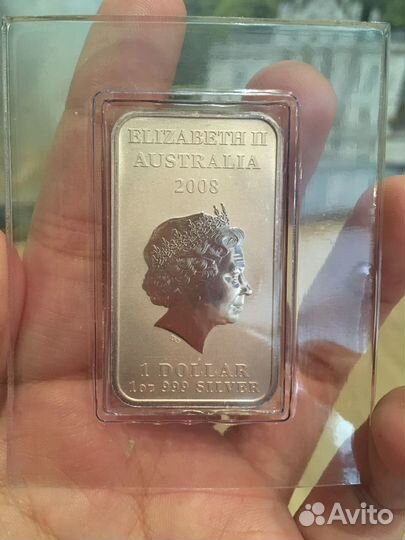 ELIZABETH II
AUSTRALIA
2008
1 DOLLAR
1oz 999 SILVER
Avito